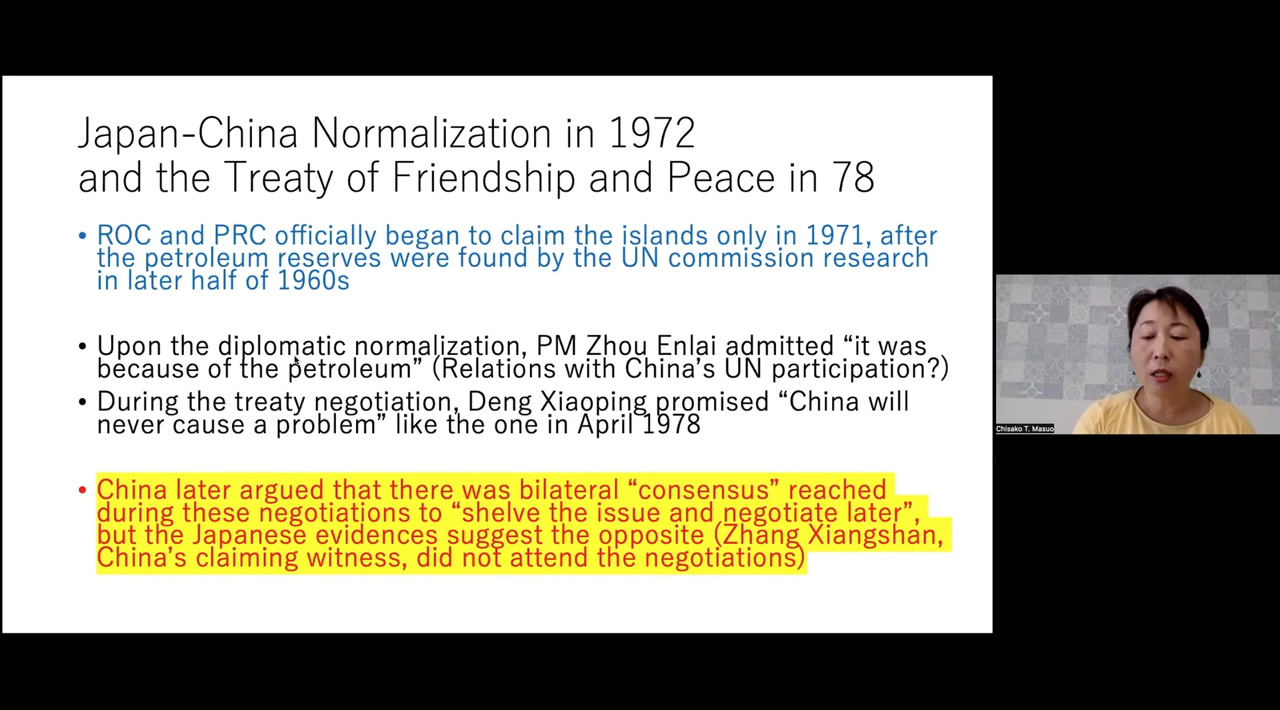 Japan-China Normalization in 1972
and the Treaty of Friendship and Peace in 78
• ROC and PRC officially began to claim the islands only in 1971, after
the petroleum reserves were found by the UN commission research
in later half of 1960s
• Upon the diplomatic normalization, PM Zhou Enlai admitted “it was
because of the petroleum” (Relations with China’s UN participation?)
• During the treaty negotiation, Deng Xiaoping promised “China will
never cause a problem” like the one in April 1978
• China later argued that there was bilateral “consensus” reached
during these negotiations to “shelve the issue and negotiate later”,
but the Japanese evidences suggest the opposite (Zhang Xiangshan,
China’s claiming witness, did not attend the negotiations)
Chisako T. Masuo